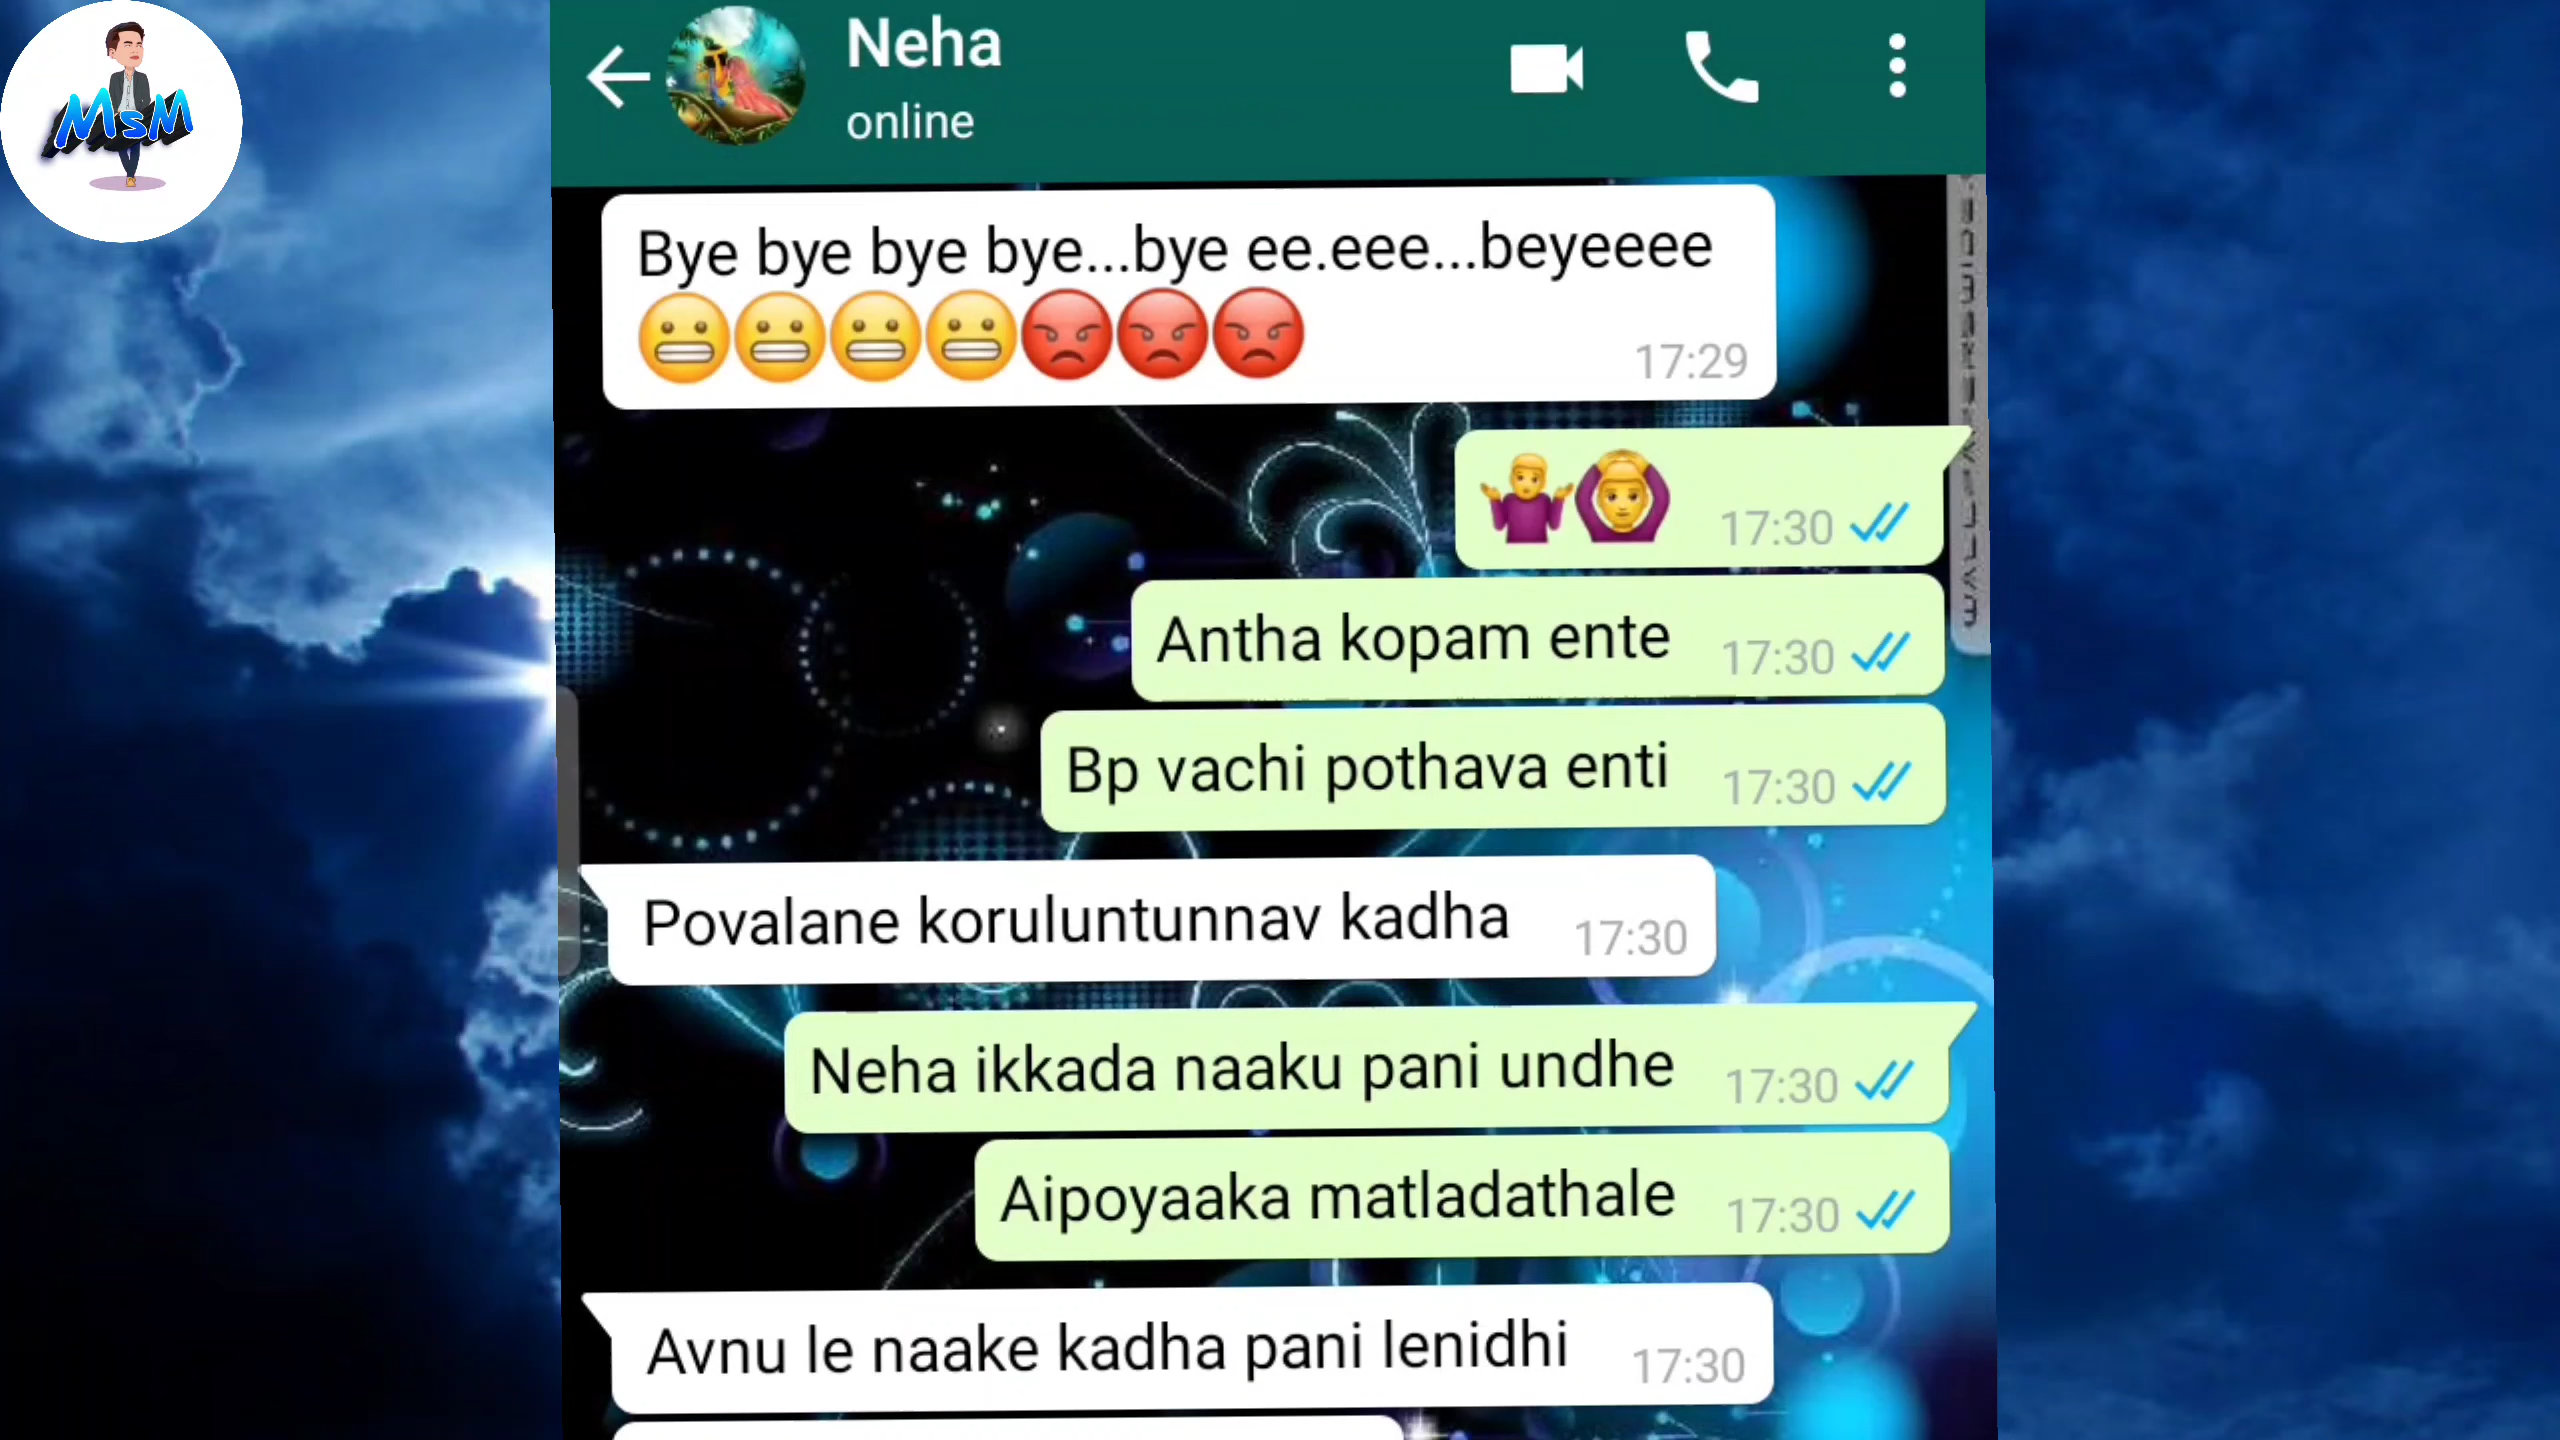 MsM
Neha
online
Bye bye bye bye...bye ee.eee...beyeeee
😬😬😬😬😡😡😡 17:29
🤷‍♂️🙆‍♂️ 17:30
Antha kopam ente 17:30
Bp vachi pothava enti 17:30
Povalane koruluntunnav kadha 17:30
Neha ikkada naaku pani undhe 17:30
Aipoyaaka matladathale 17:30
Avnu le naake kadha pani lenidhi 17:30